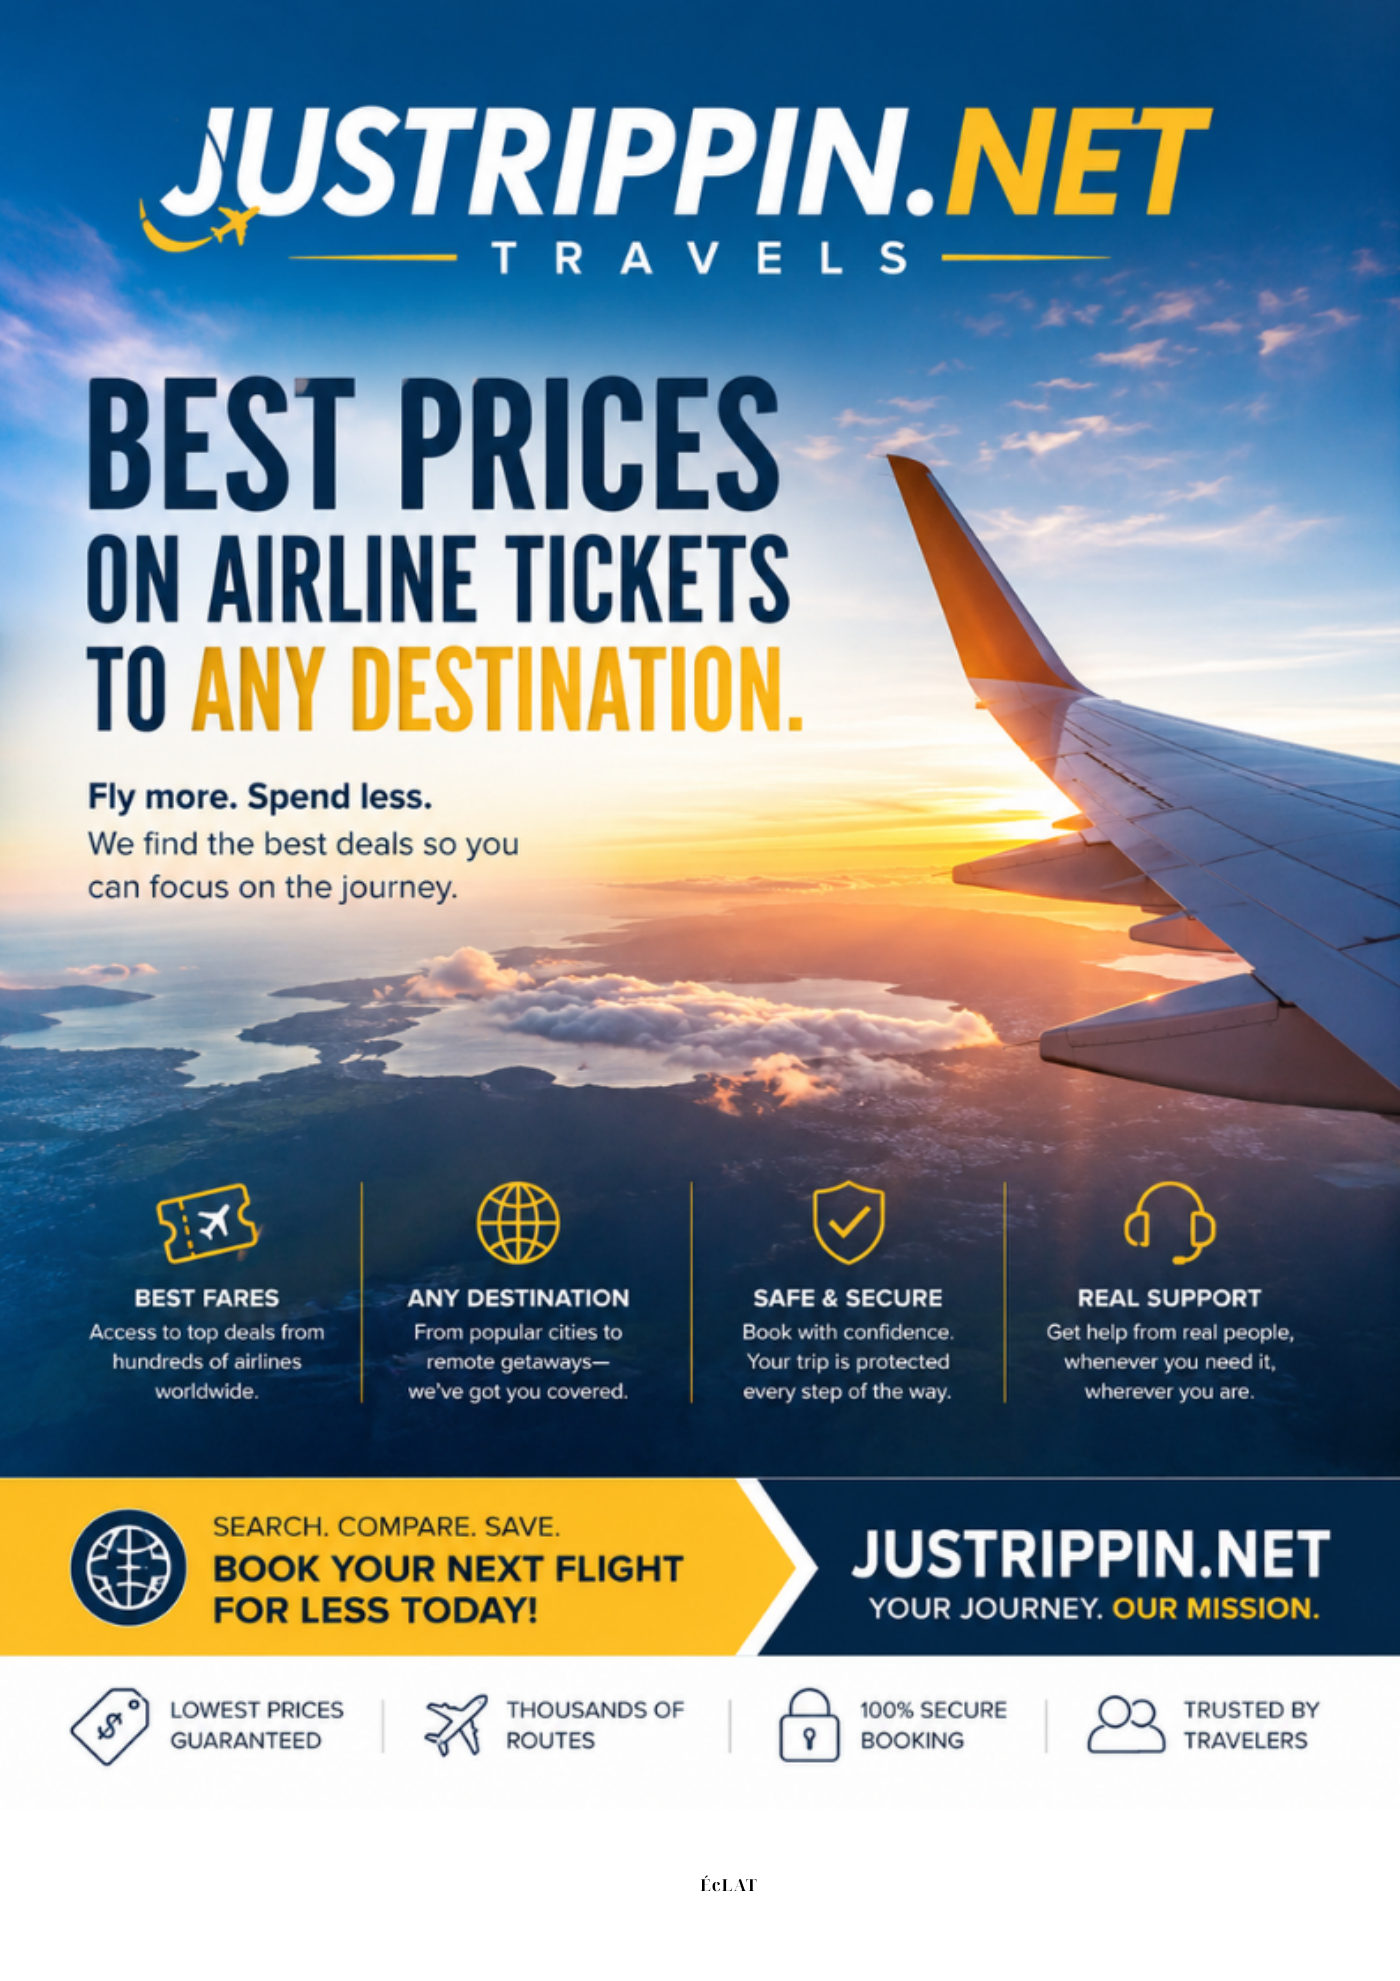 JUSTRIPPIN.NET
TRAVELS
BEST PRICES
ON AIRLINE TICKETS
TO ANY DESTINATION.
Fly more. Spend less.
We find the best deals so you
can focus on the journey.
BEST FARES
Access to top deals from
hundreds of airlines
worldwide.
ANY DESTINATION
From popular cities to
remote getaways—
we've got you covered.
SAFE & SECURE
Book with confidence.
Your trip is protected
every step of the way.
REAL SUPPORT
Get help from real people,
whenever you need it,
wherever you are.
SEARCH. COMPARE. SAVE.
BOOK YOUR NEXT FLIGHT
FOR LESS TODAY!
JUSTRIPPIN.NET
YOUR JOURNEY. OUR MISSION.
$
LOWEST PRICES
GUARANTEED
THOUSANDS OF
ROUTES
100% SECURE
BOOKING
TRUSTED BY
TRAVELERS
ÉcLAT